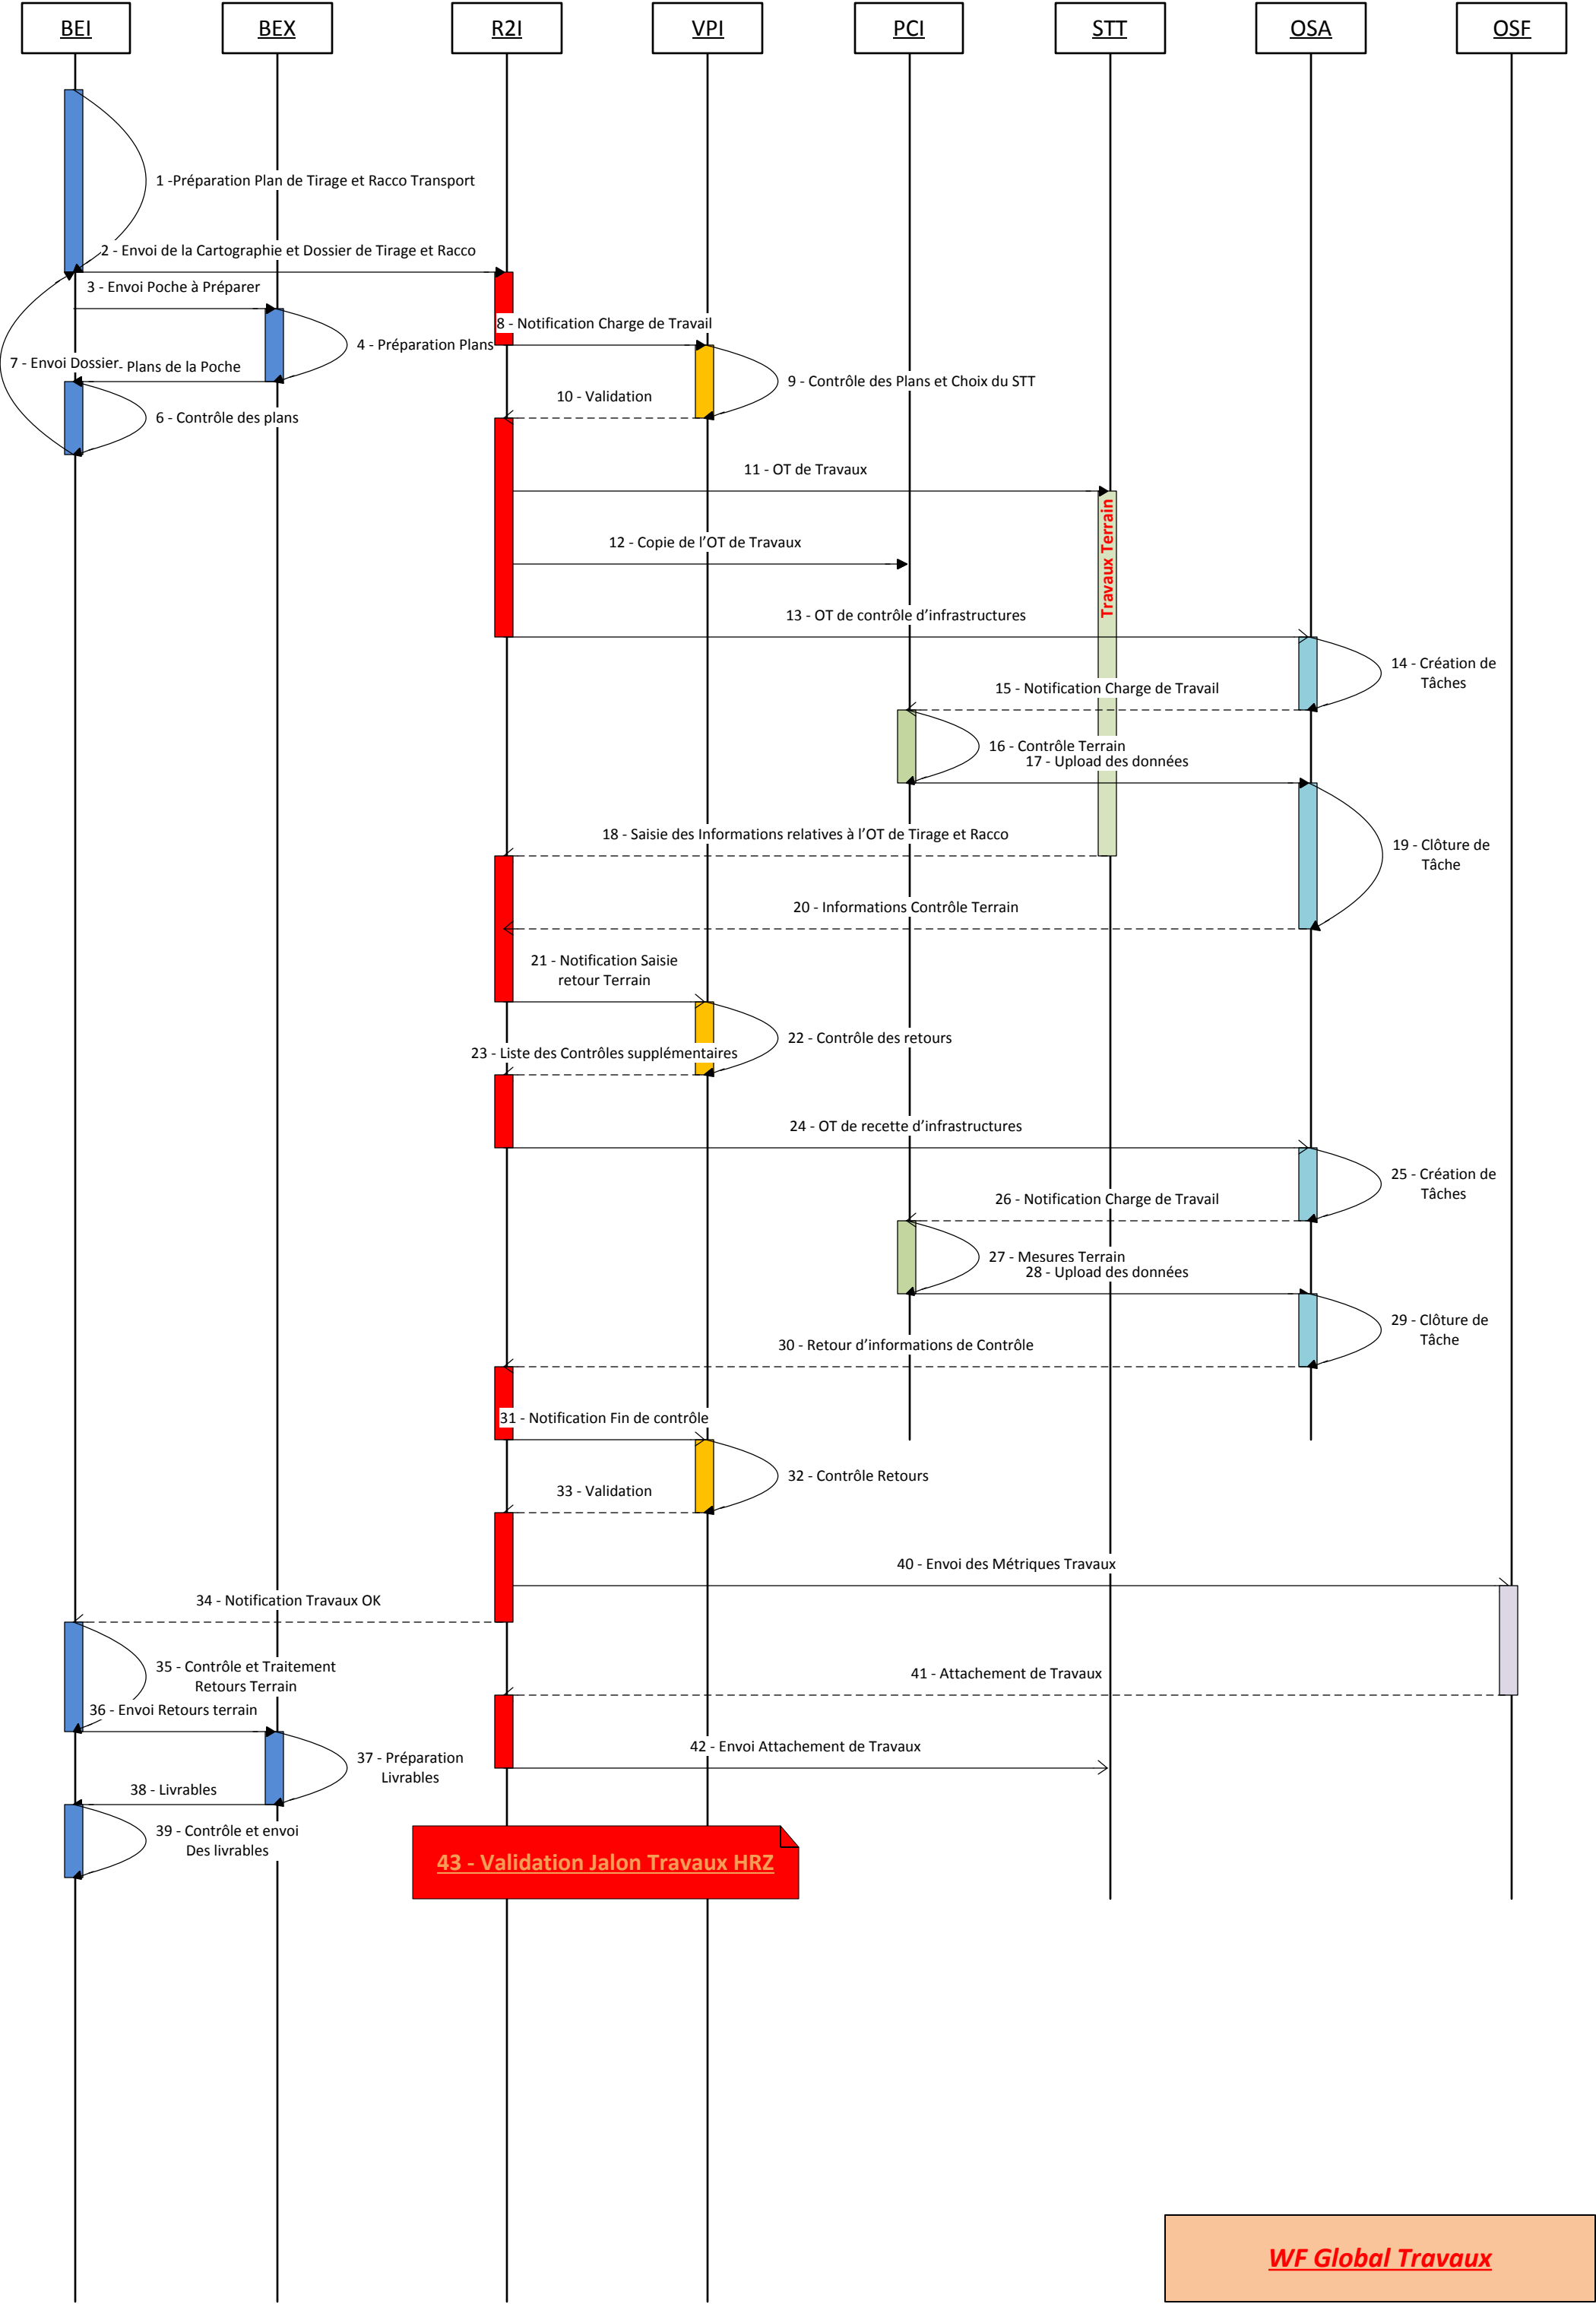 BEI
BEX
R2I
VPI
PCI
STT
OSA
OSF
1 -Préparation Plan de Tirage et Racco Transport
2 - Envoi de la Cartographie et Dossier de Tirage et Racco
3 - Envoi Poche à Préparer
8 - Notification Charge de Travail
4 - Préparation Plans
7 - Envoi Dossier
- Plans de la Poche
9 - Contrôle des Plans et Choix du STT
10 - Validation
6 - Contrôle des plans
11 - OT de Travaux
Travaux Terrain
12 - Copie de l’OT de Travaux
13 - OT de contrôle d’infrastructures
14 - Création de
Tâches
15 - Notification Charge de Travail
16 - Contrôle Terrain
17 - Upload des données
18 - Saisie des Informations relatives à l’OT de Tirage et Racco
19 - Clôture de
Tâche
20 - Informations Contrôle Terrain
21 - Notification Saisie
retour Terrain
22 - Contrôle des retours
23 - Liste des Contrôles supplémentaires
24 - OT de recette d’infrastructures
25 - Création de
Tâches
26 - Notification Charge de Travail
27 - Mesures Terrain
28 - Upload des données
29 - Clôture de
Tâche
30 - Retour d’informations de Contrôle
31 - Notification Fin de contrôle
32 - Contrôle Retours
33 - Validation
40 - Envoi des Métriques Travaux
34 - Notification Travaux OK
35 - Contrôle et Traitement
Retours Terrain
41 - Attachement de Travaux
36 - Envoi Retours terrain
42 - Envoi Attachement de Travaux
37 - Préparation
Livrables
38 - Livrables
39 - Contrôle et envoi
Des livrables
43 - Validation Jalon Travaux HRZ
WF Global Travaux